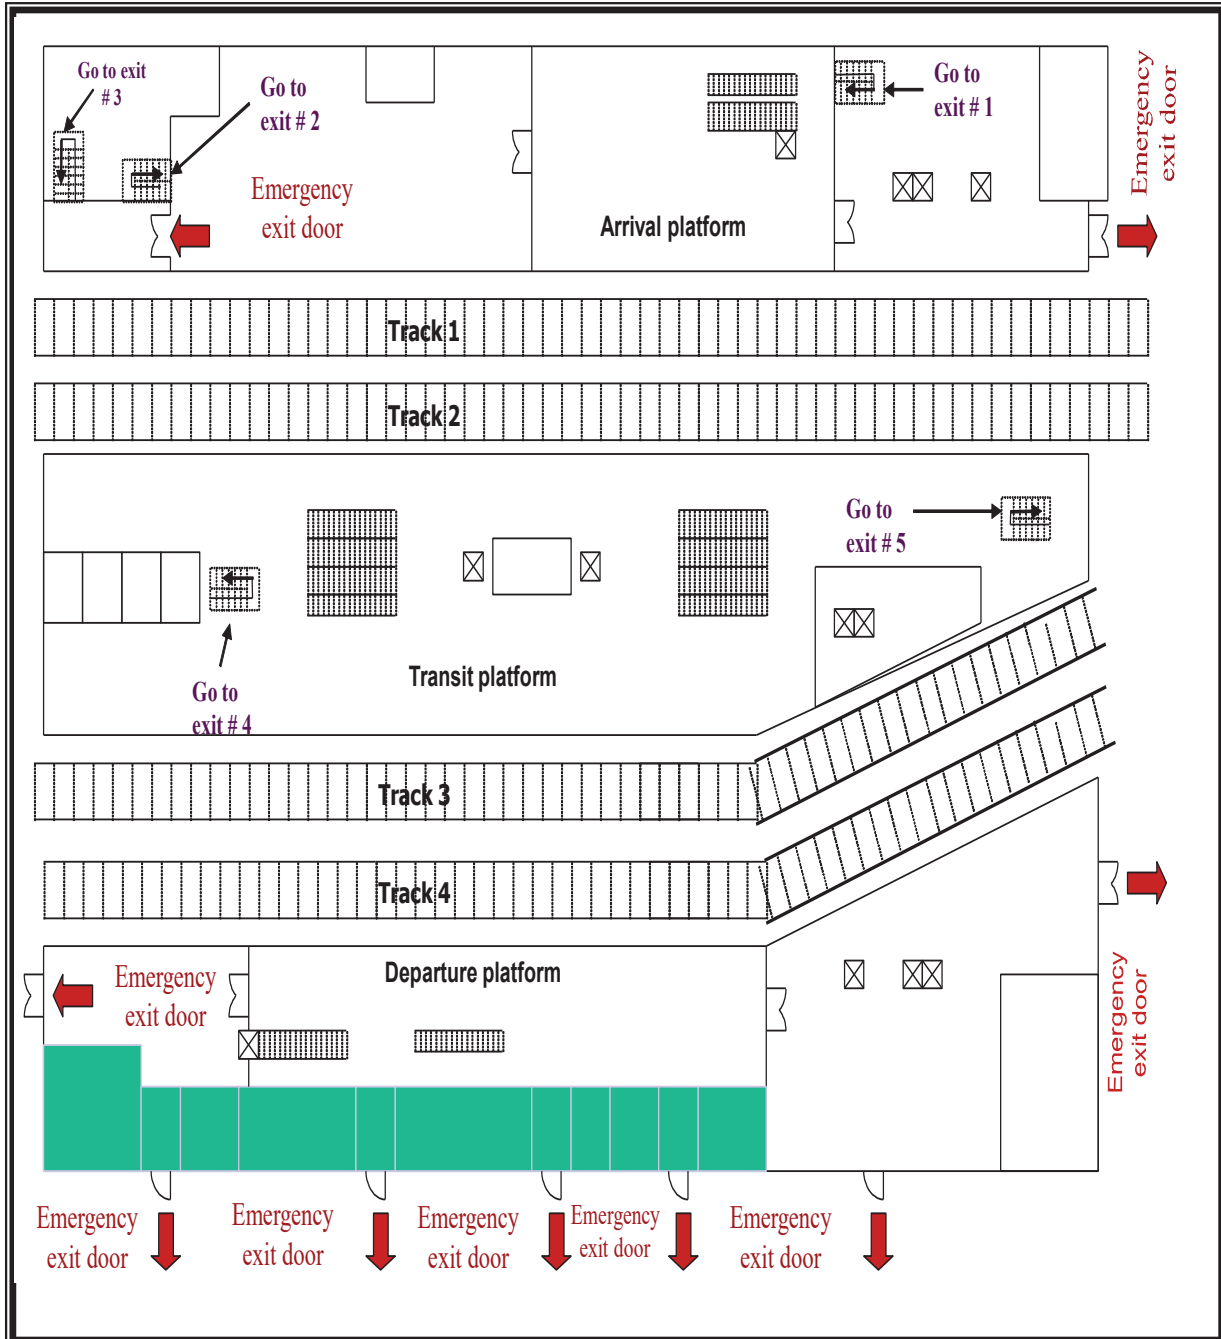 Go to exit
# 3
Go to
exit # 2
Go to
exit # 1
Emergency
exit door
Emergency
exit door
Arrival platform
Track 1
Track 2
Go to
exit # 5
Go to
exit # 4
Transit platform
Track 3
Track 4
Departure platform
Emergency
exit door
Emergency
exit door
Emergency
exit door
Emergency
exit door
Emergency
exit door
Emergency
exit door
Emergency
exit door